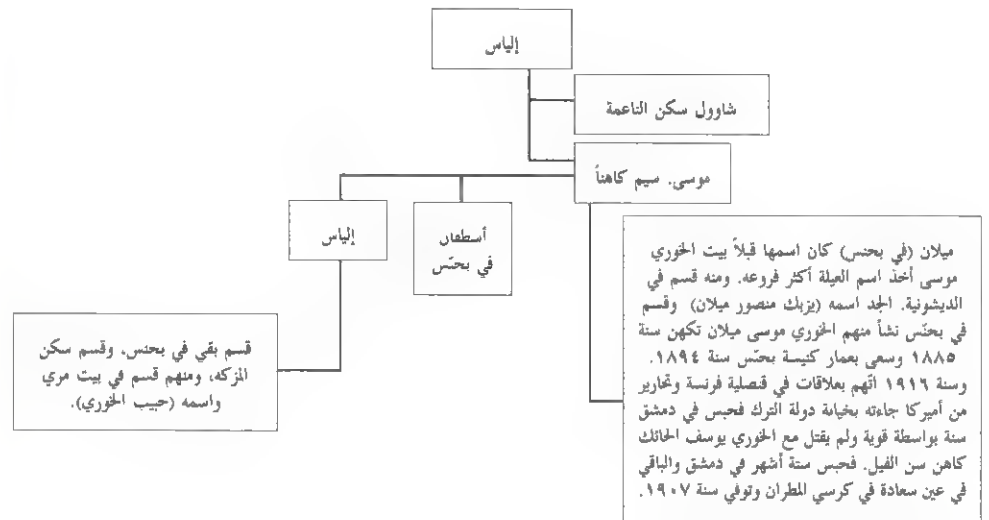 إلياس
شاوول سكن الناعمة
موسى. سيم كاهناً
إلياس
أسطفان
في بحنّس
ميلان (في بحنس) كان اسمها قبلاً بيت الخوري
موسى أخذ اسم العيلة أكثر فروعه. ومنه قسم في
الديشونية. الجد اسمه (يزبك منصور ميلان) وقسم
في بحنّس نشأ منهم الخوري موسى ميلان تكهن سنة
١٨٨٥ وسعى بعمار كنيسة بحنّس سنة ١٨٩٤.
وسنة ١٩١٦ اتّهم بعلاقات في قنصلية فرنسة وتحارير
من أميركا جاءته بخيانة دولة الترك فحبس في دمشق
سنة بواسطة قوية ولم يقتل مع الخوري يوسف الحائك
كاهن سن الفيل. فحبس ستة أشهر في دمشق والباقي
في عين سعادة في كرسي المطران وتوفي سنة ١٩٠٧.
قسم بقي في بحنس، وقسم سكن
المزكه، ومنهم قسم في بيت مري
واسمه (حبيب الخوري).